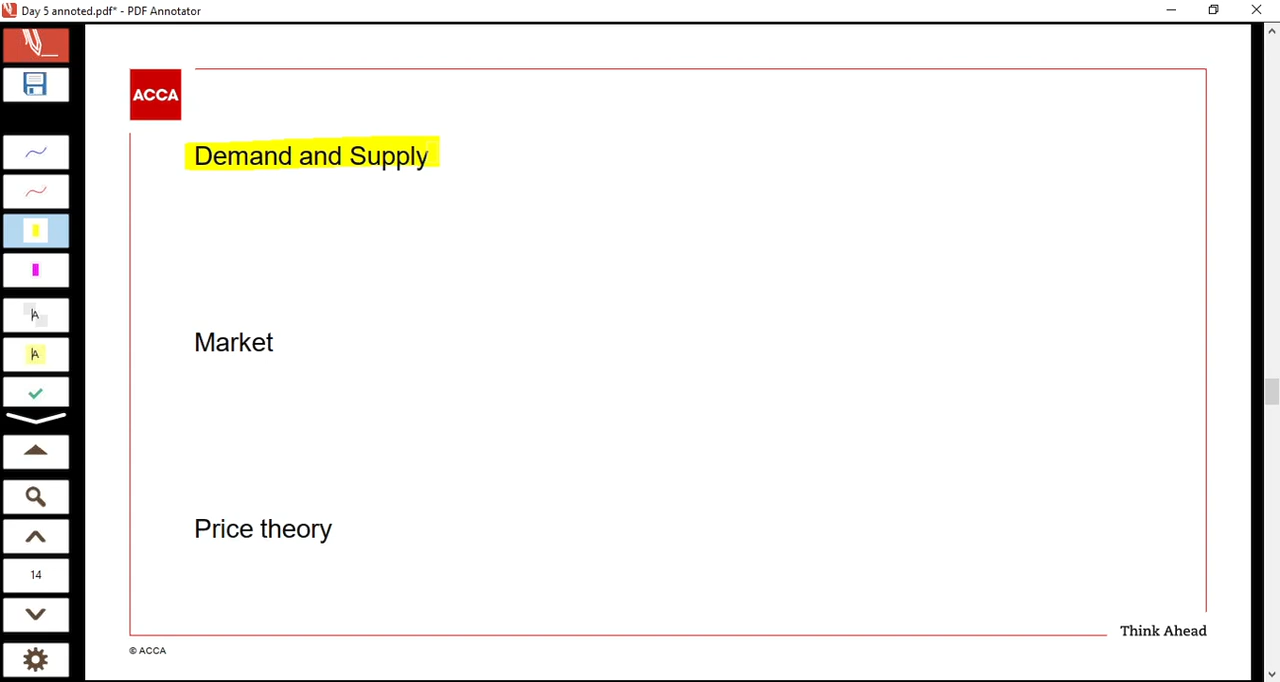 Day 5 annoted.pdf* - PDF Annotator
ACCA
Demand and Supply
Market
Price theory
14
Think Ahead
© ACCA